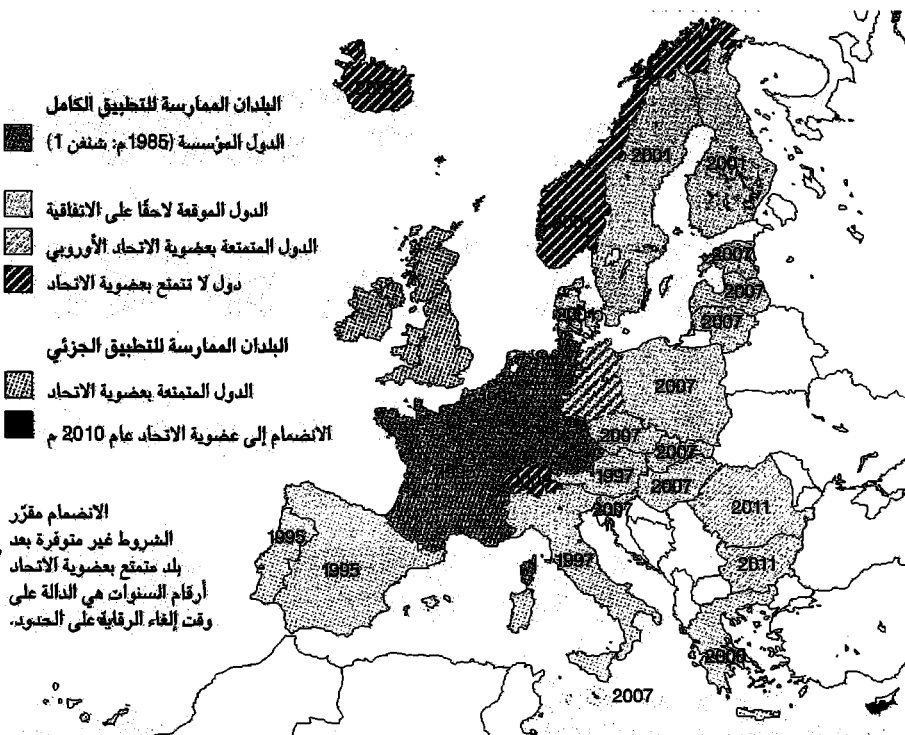 البلدان الممارسة للتطبيق الكامل
الدول المؤسسة (1985م: شنغن 1)
الدول الموقعة لاحقًا على الاتفاقية
الدول المتمتعة بعضوية الاتحاد الأوروبي
دول لا تتمتع بعضوية الاتحاد
البلدان الممارسة للتطبيق الجزئي
الدول المتمتعة بعضوية الاتحاد
الانضمام إلى عضوية الاتحاد عام 2010 م
الانضمام مقرّر
الشروط غير متوفرة بعد
بلد متمتع بعضوية الاتحاد
أرقام السنوات هي الدالة على
وقت إلغاء الرقابة على الحدود.
2001
2001
2007
2007
2007
2001
2007
2007
2007
1997
2007
2007
2011
2011
1995
1995
1997
2000
2007